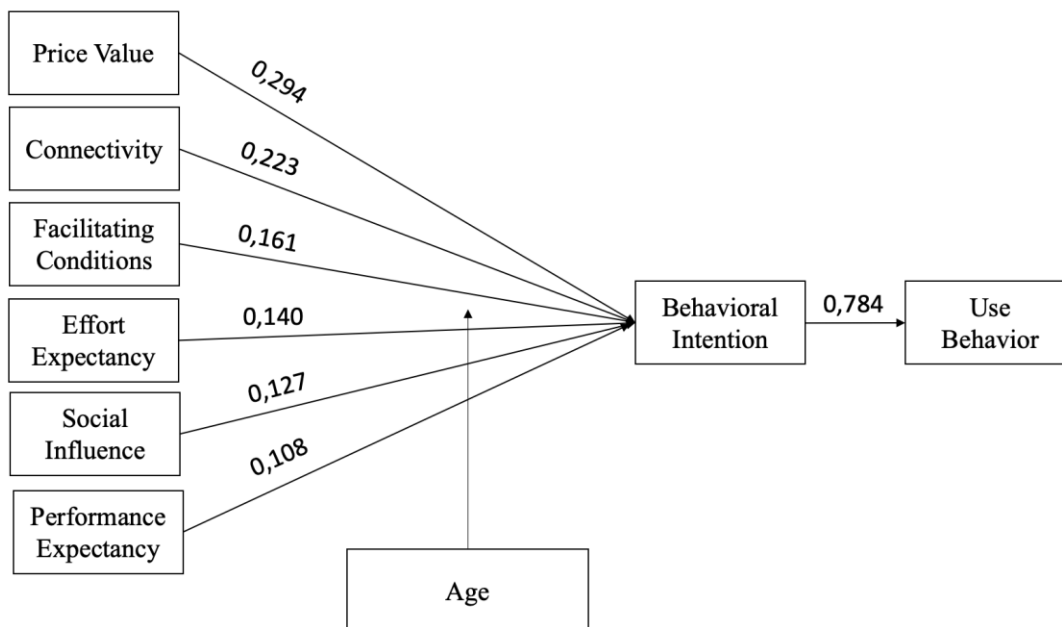 Price Value
0,294
Connectivity
0,223
Facilitating
Conditions
0,161
Effort
Expectancy
0,140
Social
Influence
0,127
Performance
Expectancy
0,108
Age
Behavioral
Intention
0,784
Use
Behavior